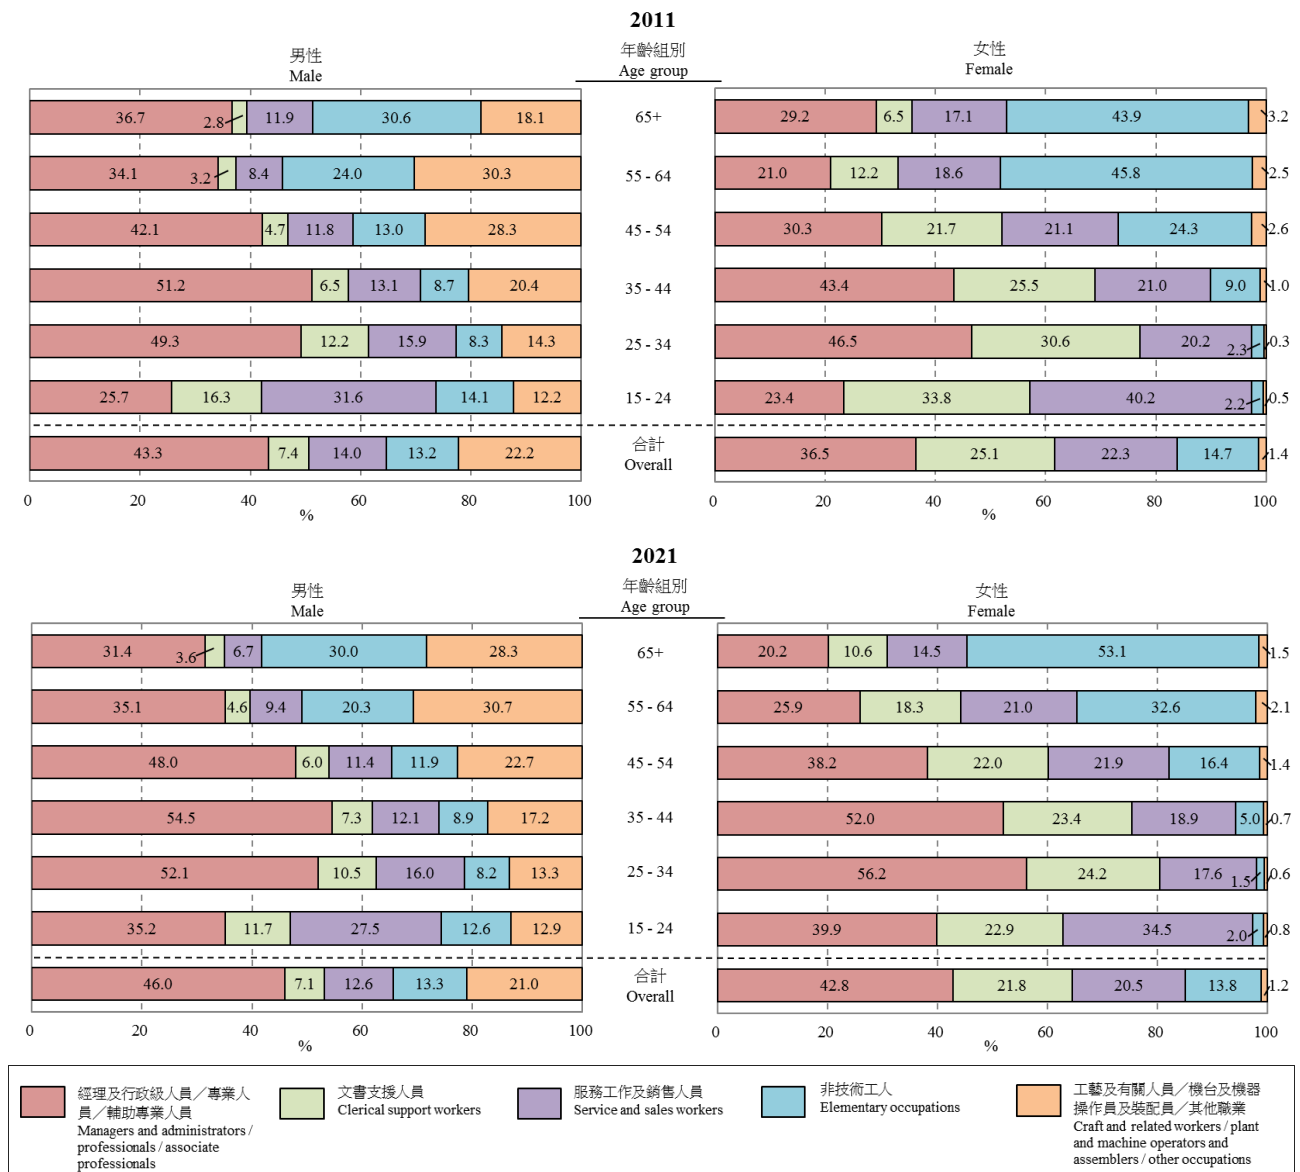 2011
男性
Male
年齡組別
Age group
女性
Female
36.7 2.8 11.9 30.6 18.1 65+ 29.2 6.5 17.1 43.9 3.2
34.1 3.2 8.4 24.0 30.3 55 - 64 21.0 12.2 18.6 45.8 2.5
42.1 4.7 11.8 13.0 28.3 45 - 54 30.3 21.7 21.1 24.3 2.6
51.2 6.5 13.1 8.7 20.4 35 - 44 43.4 25.5 21.0 9.0 1.0
49.3 12.2 15.9 8.3 14.3 25 - 34 46.5 30.6 20.2 2.3 0.3
25.7 16.3 31.6 14.1 12.2 15 - 24 23.4 33.8 40.2 2.2 0.5
合計
43.3 7.4 14.0 13.2 22.2 Overall 36.5 25.1 22.3 14.7 1.4
0 20 40 60 80 100 0 20 40 60 80 100
% %
2021
男性
Male
年齡組別
Age group
女性
Female
31.4 3.6 6.7 30.0 28.3 65+ 20.2 10.6 14.5 53.1 1.5
35.1 4.6 9.4 20.3 30.7 55 - 64 25.9 18.3 21.0 32.6 2.1
48.0 6.0 11.4 11.9 22.7 45 - 54 38.2 22.0 21.9 16.4 1.4
54.5 7.3 12.1 8.9 17.2 35 - 44 52.0 23.4 18.9 5.0 0.7
52.1 10.5 16.0 8.2 13.3 25 - 34 56.2 24.2 17.6 1.5 0.6
35.2 11.7 27.5 12.6 12.9 15 - 24 39.9 22.9 34.5 2.0 0.8
合計
46.0 7.1 12.6 13.3 21.0 Overall 42.8 21.8 20.5 13.8 1.2
0 20 40 60 80 100 0 20 40 60 80 100
% %
經理及行政級人員／專業人
員／輔助專業人員
Managers and administrators /
professionals / associate
professionals
文書支援人員
Clerical support workers
服務工作及銷售人員
Service and sales workers
非技術工人
Elementary occupations
工藝及有關人員／機台及機器
操作員及裝配員／其他職業
Craft and related workers / plant
and machine operators and
assemblers / other occupations